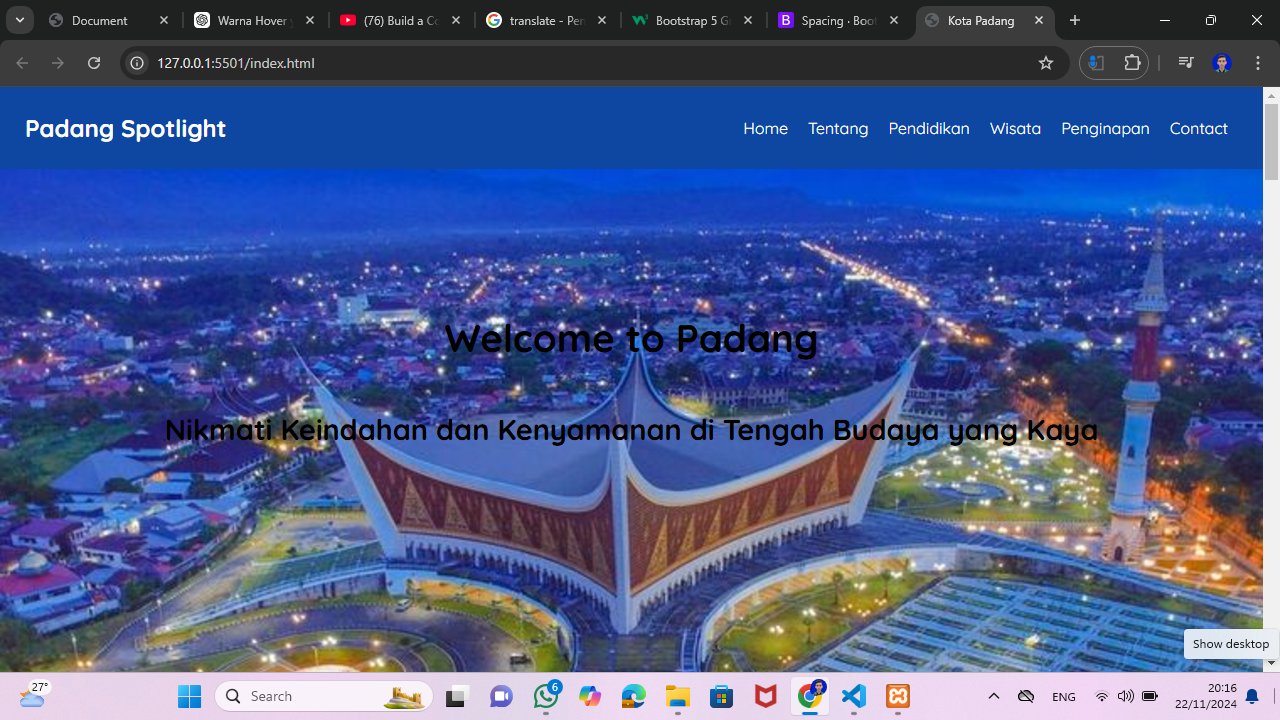 Document
Warna Hover
(76) Build a Co
translate - Pen
Bootstrap 5 Gr
Spacing · Boot
Kota Padang
127.0.0.1:5501/index.html
Padang Spotlight
Home Tentang Pendidikan Wisata Penginapan Contact
Welcome to Padang
Nikmati Keindahan dan Kenyamanan di Tengah Budaya yang Kaya
Show desktop
27°
Search
6
ENG
20:16
22/11/2024